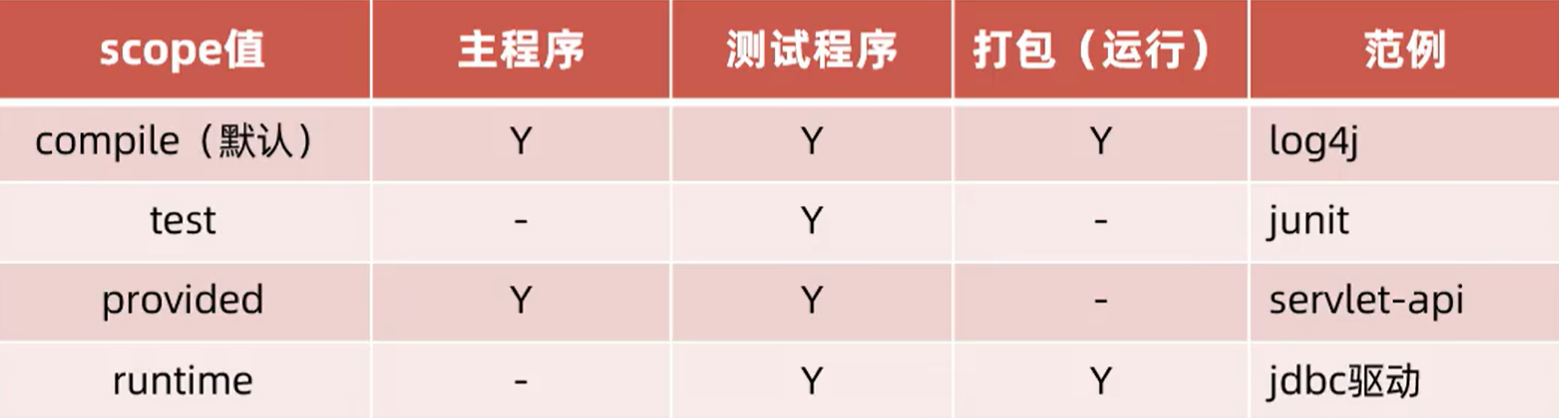 scope值 主程序 测试程序 打包（运行） 范例
compile（默认） Y Y Y log4j
test - Y - junit
provided Y Y - servlet-api
runtime - Y Y jdbc驱动